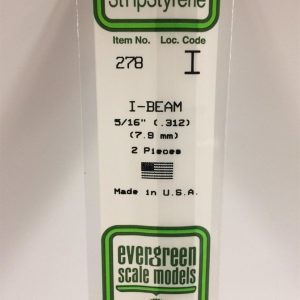 StripStyrene
Item No. Loc. Code
278 I
I-BEAM
5/16" (.312)
(7.9 mm)
2 Pieces
Made in U.S.A.
evergreen
scale models